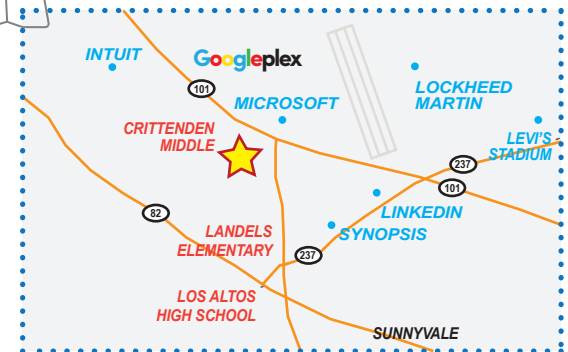 INTUIT
Googleplex
101
MICROSOFT
LOCKHEED
MARTIN
CRITTENDEN
MIDDLE
LEVI'S
STADIUM
237
101
LINKEDIN
82
SYNOPSIS
LANDELS
ELEMENTARY
237
LOS ALTOS
HIGH SCHOOL
SUNNYVALE